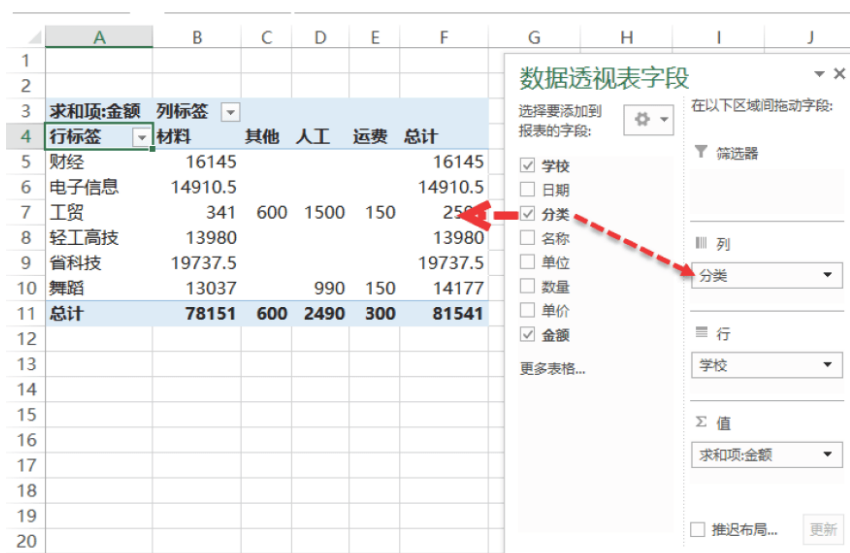 A B C D E F G H I J
1
2
3 求和项:金额 列标签
4 行标签 材料 其他 人工 运费 总计
5 财经 16145 16145
6 电子信息 14910.5 14910.5
7 工贸 341 600 1500 150
8 轻工高技 13980 13980
9 省科技 19737.5 19737.5
10 舞蹈 13037 990 150 14177
11 总计 78151 600 2490 300 81541
12
13
14
15
16
17
18
19
20
数据透视表字段
选择要添加到
报表的字段:
学校
日期
分类
名称
单位
数量
单价
金额
更多表格...
在以下区域间拖动字段:
筛选器
列
分类
行
学校
Σ 值
求和项:金额
推迟布局...
更新